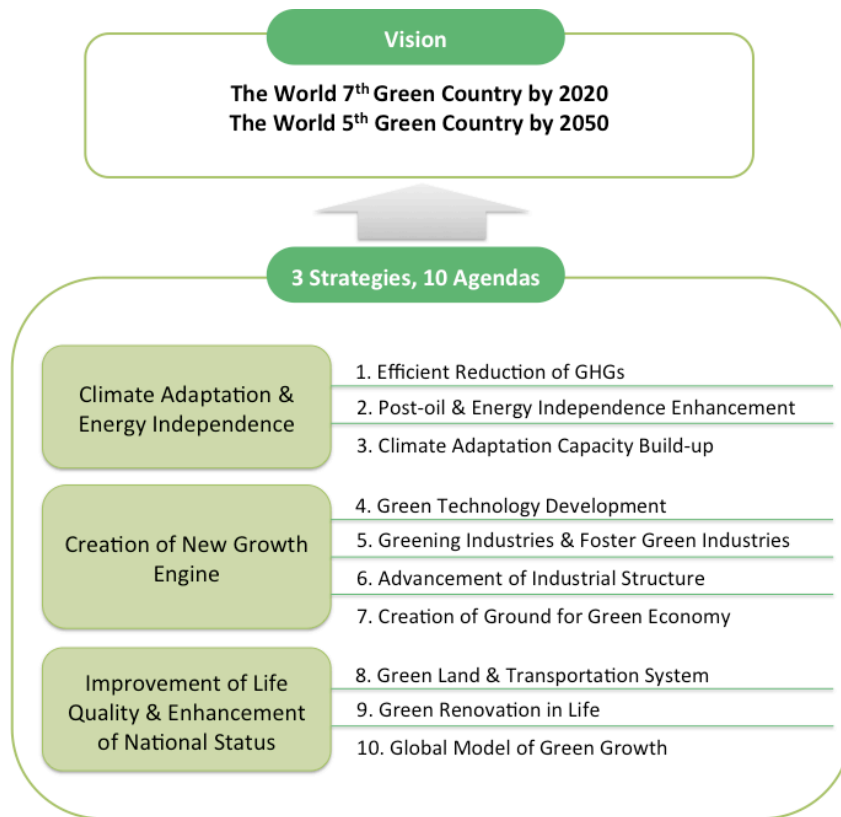 Vision
The World 7th Green Country by 2020
The World 5th Green Country by 2050
3 Strategies, 10 Agendas
Climate Adaptation &
Energy Independence
1. Efficient Reduction of GHGs
2. Post-oil & Energy Independence Enhancement
3. Climate Adaptation Capacity Build-up
Creation of New Growth
Engine
4. Green Technology Development
5. Greening Industries & Foster Green Industries
6. Advancement of Industrial Structure
7. Creation of Ground for Green Economy
Improvement of Life
Quality & Enhancement
of National Status
8. Green Land & Transportation System
9. Green Renovation in Life
10. Global Model of Green Growth